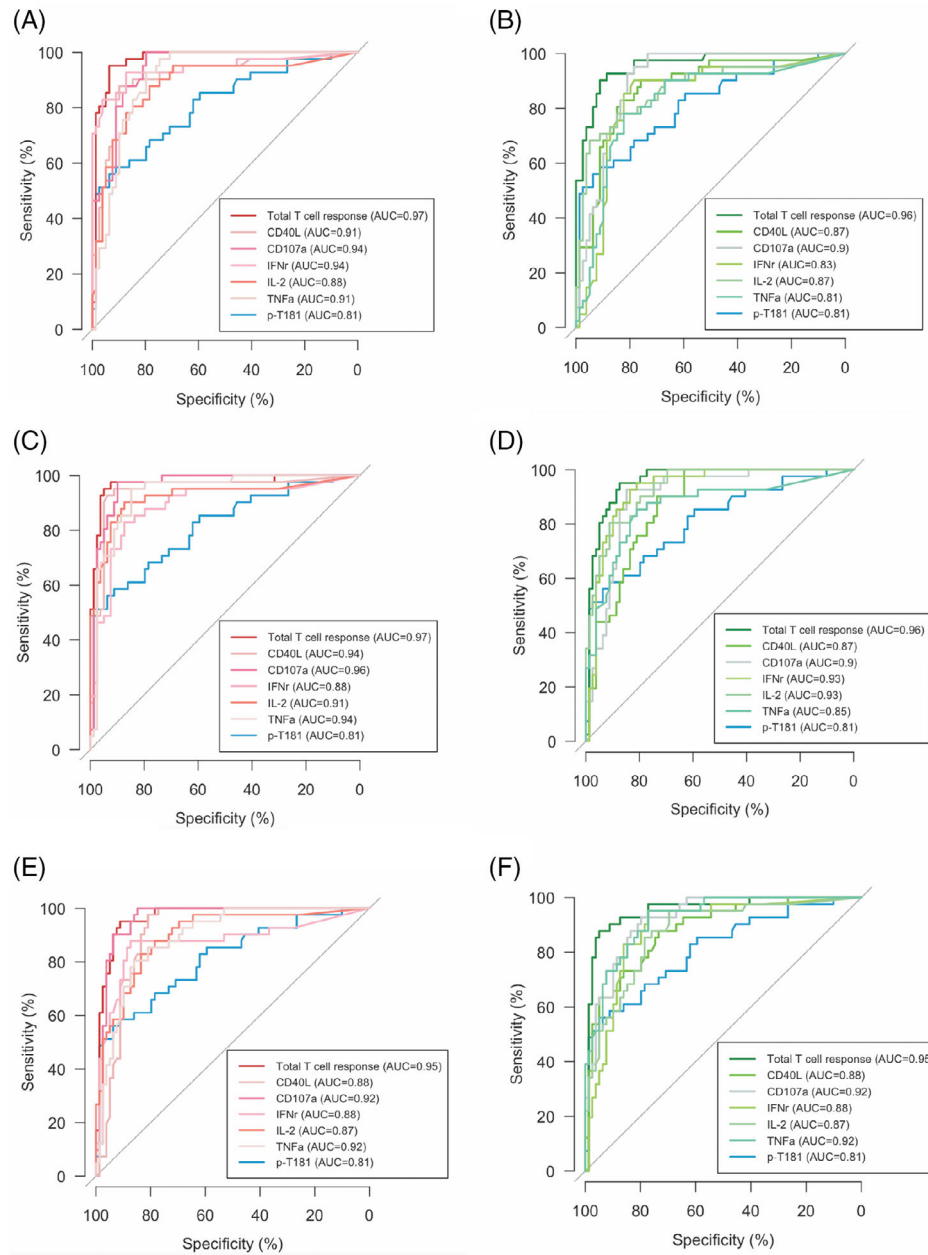 (A)
100
80
60
40
20
0
Sensitivity (%)
Total T cell response (AUC=0.97)
CD40L (AUC=0.91)
CD107a (AUC=0.94)
IFNr (AUC=0.94)
IL-2 (AUC=0.88)
TNFa (AUC=0.91)
p-T181 (AUC=0.81)
100 80 60 40 20 0
Specificity (%)
(B)
100
80
60
40
20
0
Sensitivity (%)
Total T cell response (AUC=0.96)
CD40L (AUC=0.87)
CD107a (AUC=0.9)
IFNr (AUC=0.83)
IL-2 (AUC=0.87)
TNFa (AUC=0.81)
p-T181 (AUC=0.81)
100 80 60 40 20 0
Specificity (%)
(C)
100
80
60
40
20
0
Sensitivity (%)
Total T cell response (AUC=0.97)
CD40L (AUC=0.94)
CD107a (AUC=0.96)
IFNr (AUC=0.88)
IL-2 (AUC=0.91)
TNFa (AUC=0.94)
p-T181 (AUC=0.81)
100 80 60 40 20 0
Specificity (%)
(D)
100
80
60
40
20
0
Sensitivity (%)
Total T cell response (AUC=0.96)
CD40L (AUC=0.87)
CD107a (AUC=0.9)
IFNr (AUC=0.93)
IL-2 (AUC=0.93)
TNFa (AUC=0.85)
p-T181 (AUC=0.81)
100 80 60 40 20 0
Specificity (%)
(E)
100
80
60
40
20
0
Sensitivity (%)
Total T cell response (AUC=0.95)
CD40L (AUC=0.88)
CD107a (AUC=0.92)
IFNr (AUC=0.88)
IL-2 (AUC=0.87)
TNFa (AUC=0.92)
p-T181 (AUC=0.81)
100 80 60 40 20 0
Specificity (%)
(F)
100
80
60
40
20
0
Sensitivity (%)
Total T cell response (AUC=0.95
CD40L (AUC=0.88)
CD107a (AUC=0.92)
IFNr (AUC=0.88)
IL-2 (AUC=0.87)
TNFa (AUC=0.92)
p-T181 (AUC=0.81)
100 80 60 40 20 0
Specificity (%)